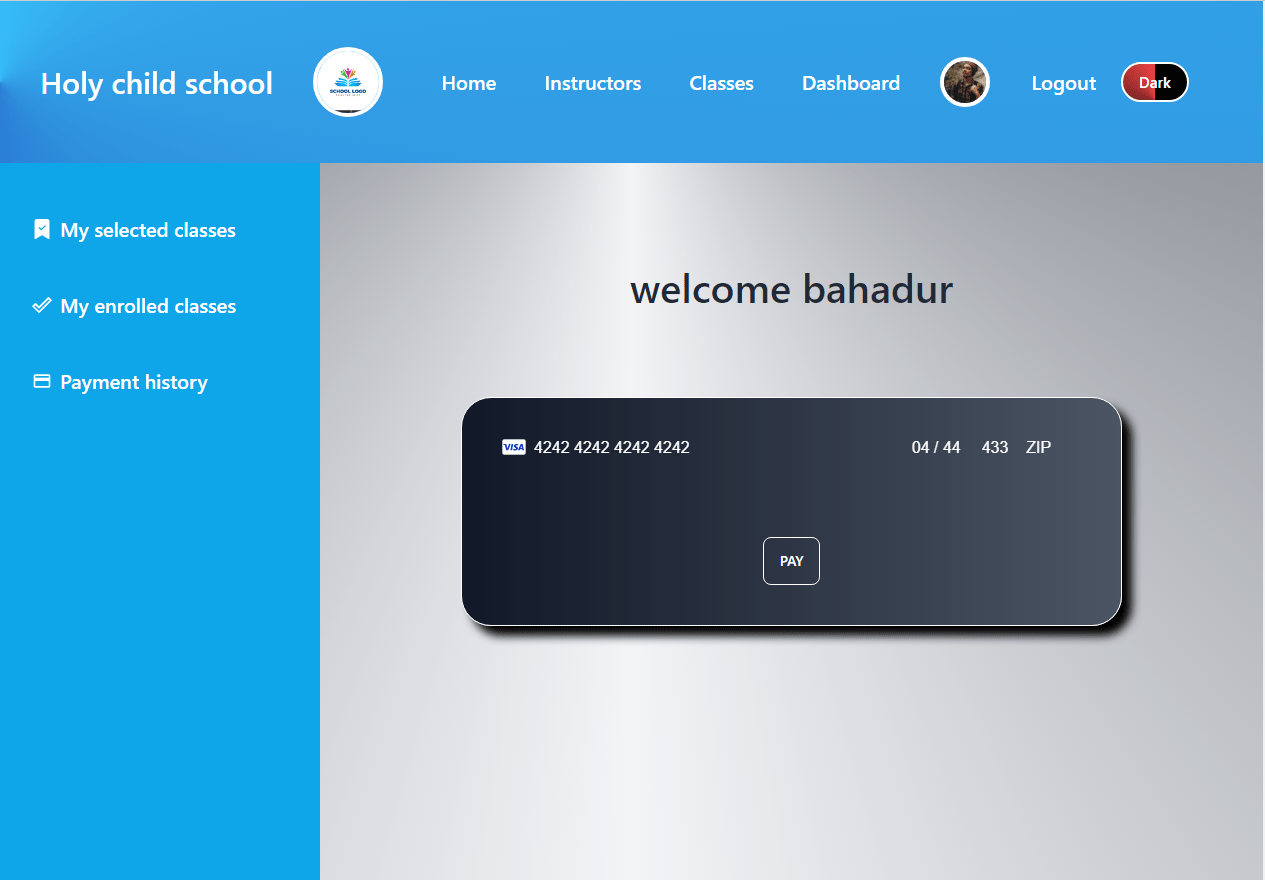 Holy child school
SCHOOL LOGO
Home
Instructors
Classes
Dashboard
Logout
Dark
My selected classes
My enrolled classes
Payment history
welcome bahadur
VISA 4242 4242 4242 4242 04 / 44 433 ZIP
PAY